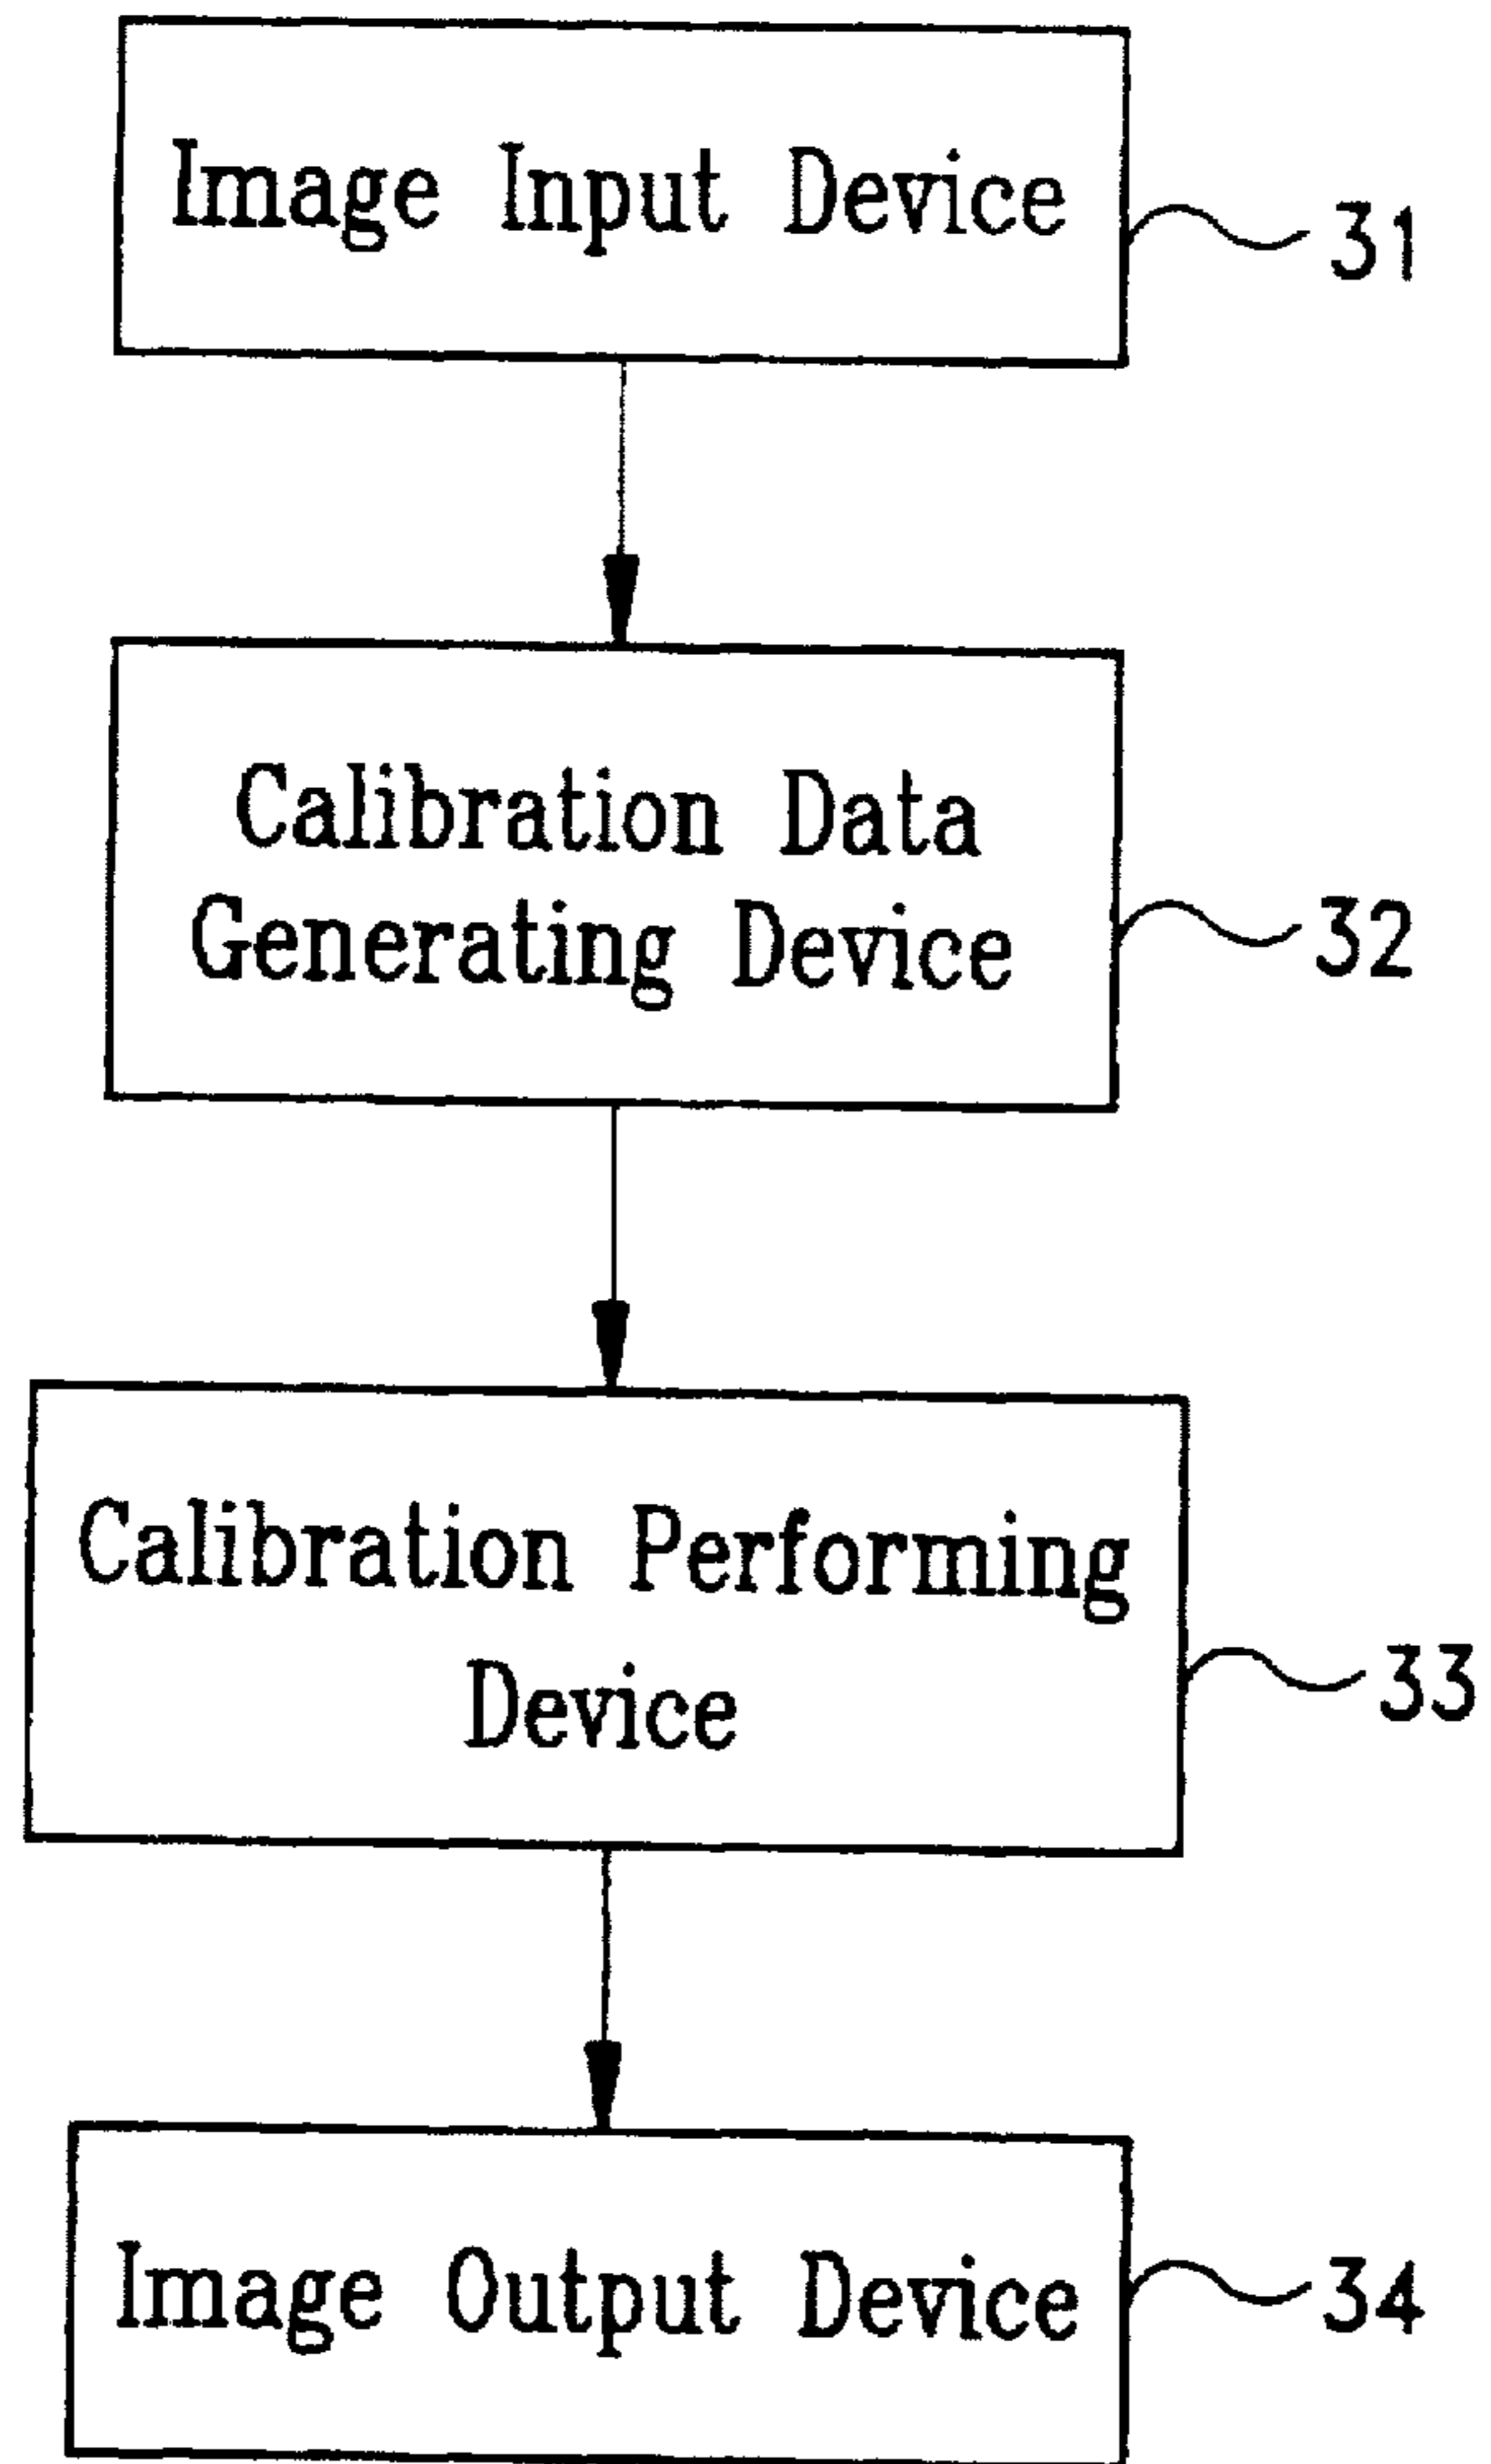 Image Input Device
31
Calibration Data
Generating Device
32
Calibration Performing
Device
33
Image Output Device
34